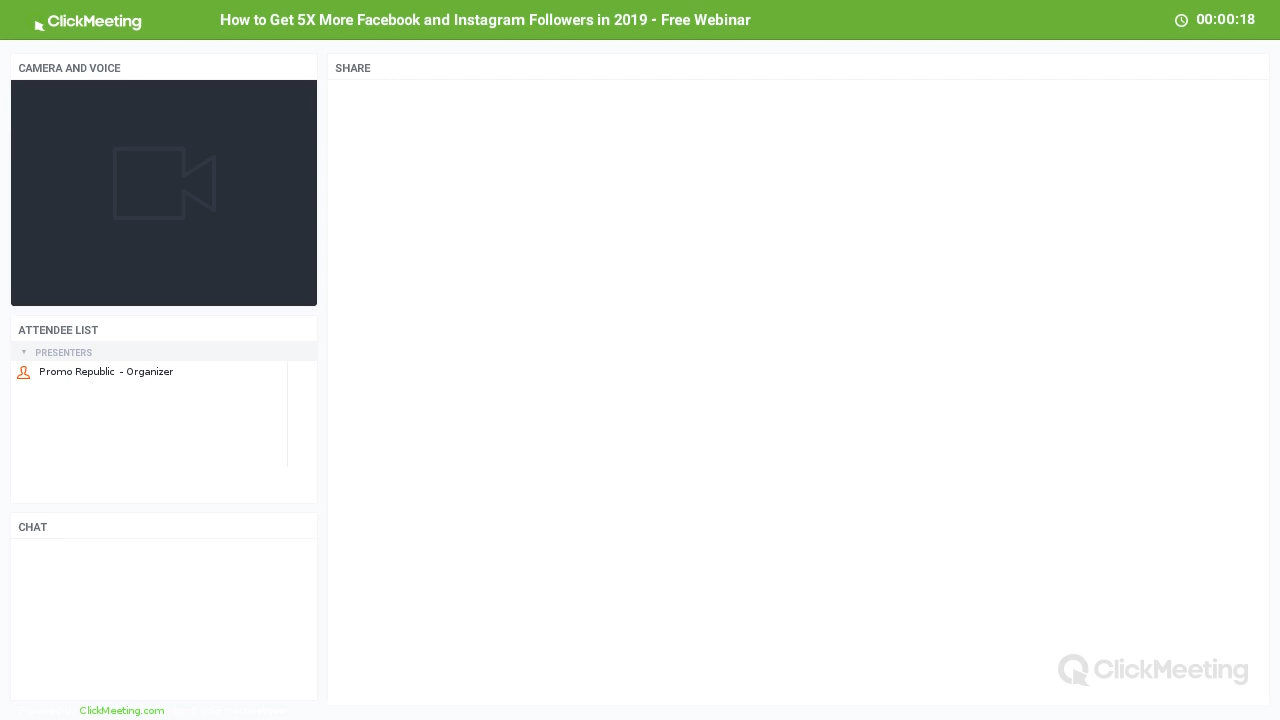 ClickMeeting
How to Get 5X More Facebook and Instagram Followers in 2019 - Free Webinar
00:00:18
CAMERA AND VOICE
SHARE
ATTENDEE LIST
PRESENTERS
Promo Republic - Organizer
CHAT
ClickMeeting
ClickMeeting.com